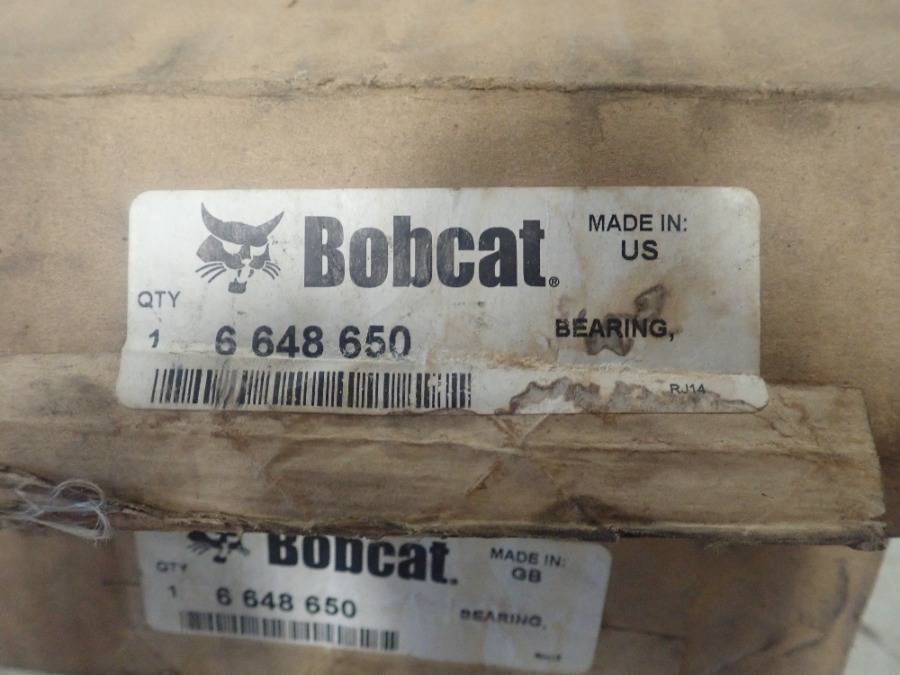 Bobcat®
MADE IN:
US
QTY
1 6 648 650 BEARING,
RJ14
Bobcat.
MADE IN:
GB
QTY
1 6 648 650 BEARING,